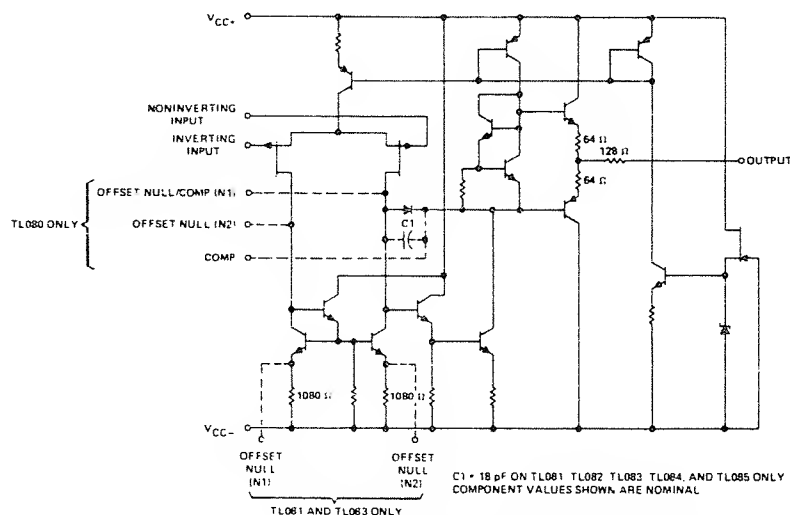 VCC+
NONINVERTING
INPUT
INVERTING
INPUT
OFFSET NULL/COMP (N1)
TL080 ONLY
OFFSET NULL (N2)
COMP
C1
64 Ω
128 Ω
64 Ω
OUTPUT
1080 Ω
1080 Ω
VCC−
OFFSET
NULL
(N1)
OFFSET
NULL
(N2)
TL081 AND TL083 ONLY
C1 = 18 pF ON TL081 TL082 TL083 TL084, AND TL085 ONLY
COMPONENT VALUES SHOWN ARE NOMINAL